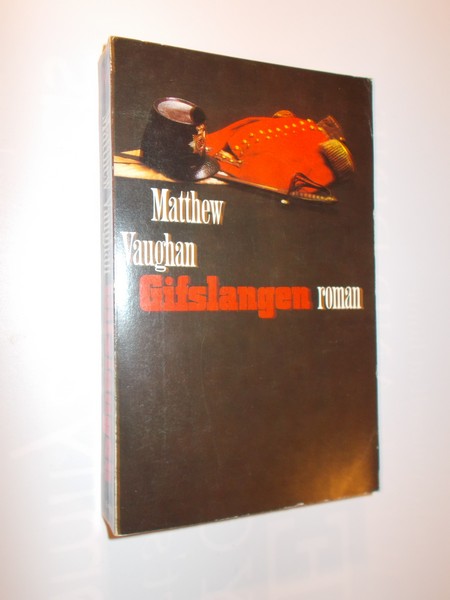 Matthew
Vaughan
Gifslangen roman